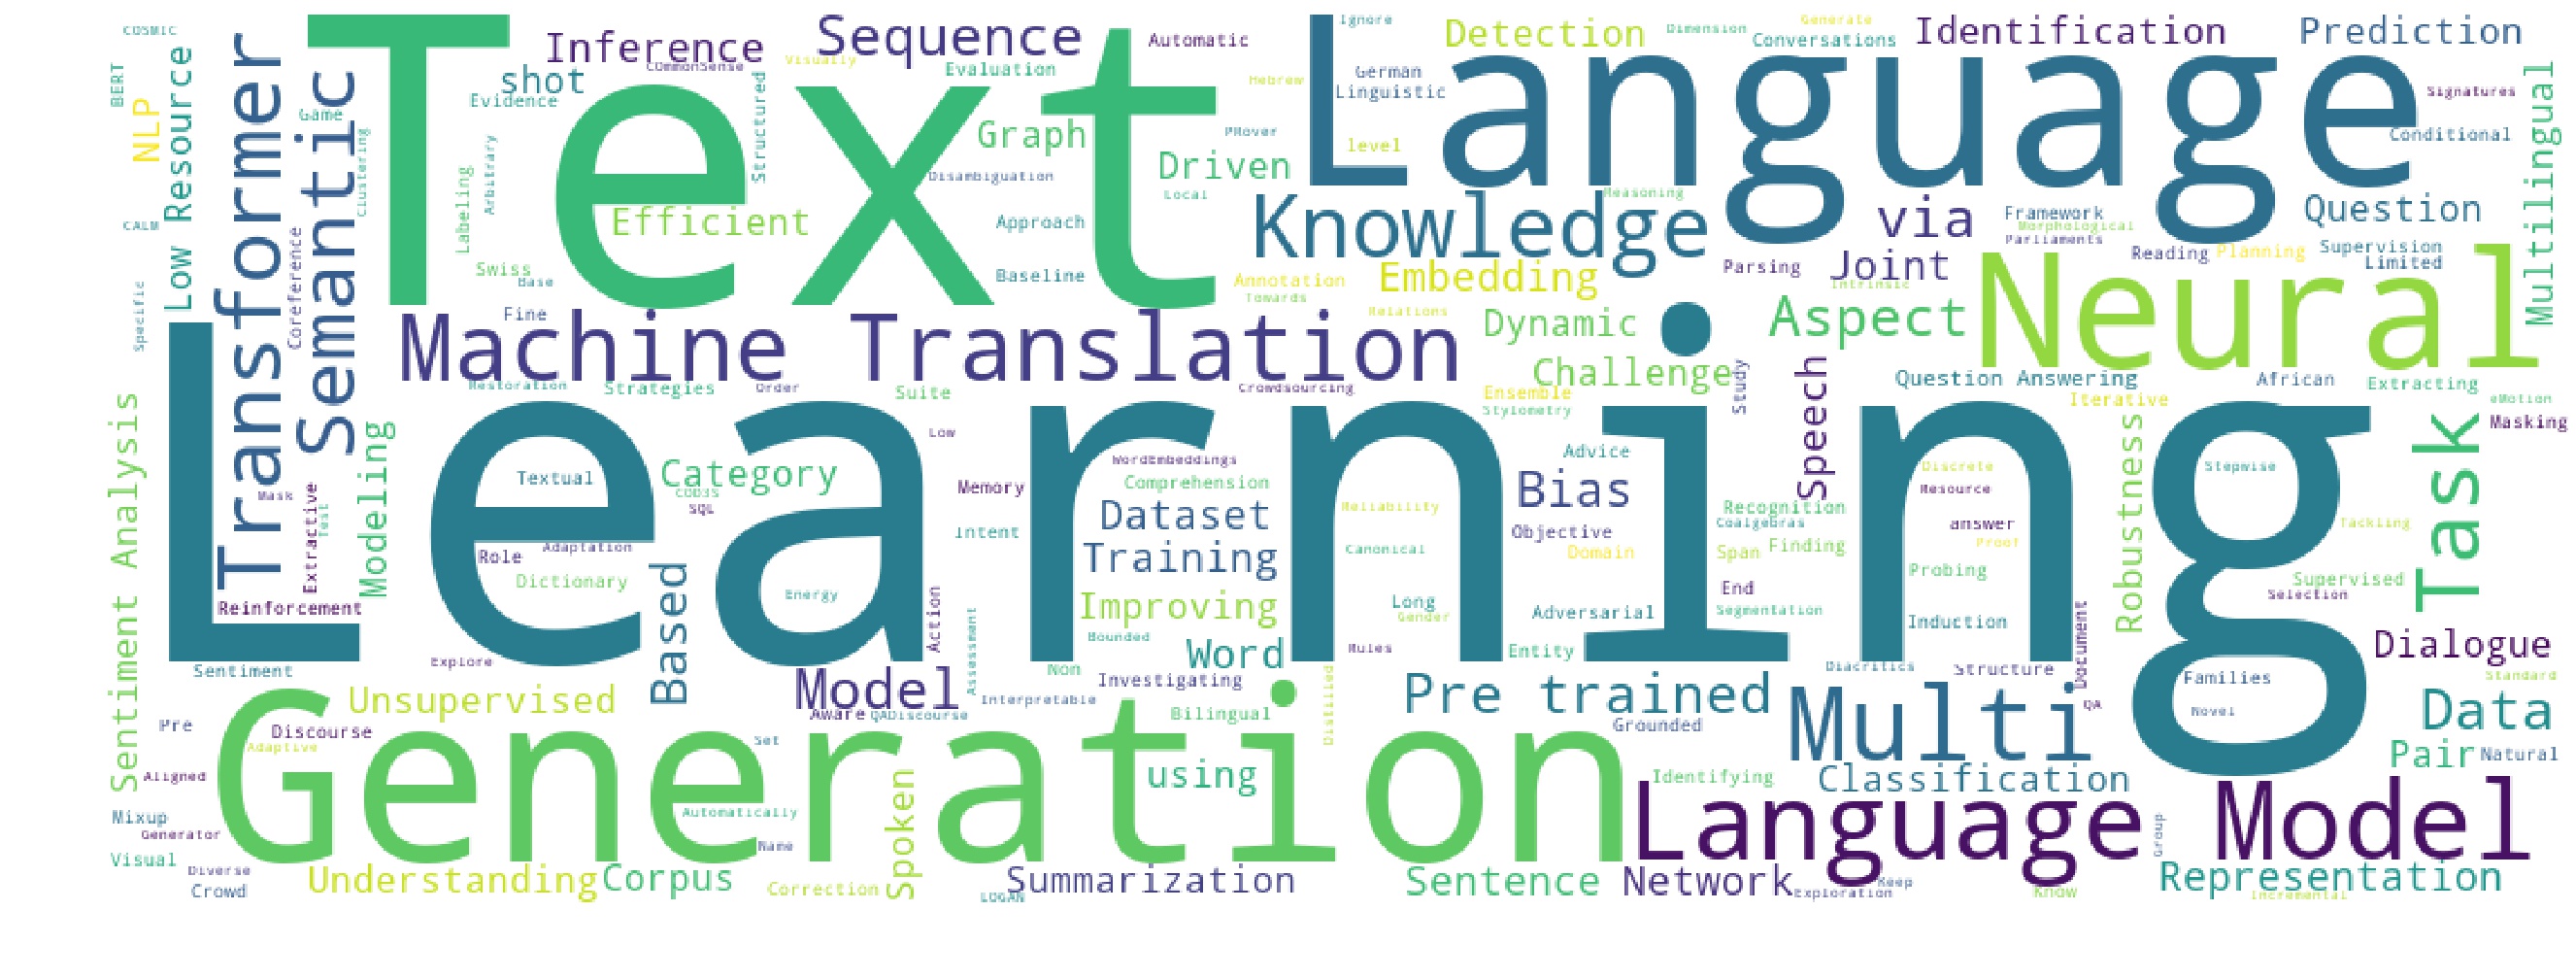 COSMIC
Text
Inference
Sequence
Automatic
Language
Ignore
Detection
Dimension
Generate
Conversations
Identification
Prediction
BERT
NLP
Low Resource
Transformer
Semantic
shot
CommonSense
Visually
Evaluation
Evidence
Structured
Hebrew
German
Linguistic
Signatures
Multilingual
Game
Clustering
Labeling
Arbitrary
Graph
PRover
Driven
level
Conditional
Disambiguation
Local
Reasoning
CALM
Efficient
Approach
Knowledge
via
Framework
Morphological
Parliaments
Question
Coreference
Swiss
Base
Baseline
Annotation
Towards
Embedding
Parsing
Joint
Intrinsic
Reading
Planning
Supervision
Limited
Specific
Fine
Machine Translation
Relations
Dynamic
Aspect
Neural
Challenge
Study
Restoration
Strategies
Order
Suite
Crowdsourcing
Ensemble
Stylometry
Speech
Question Answering
African
Extracting
Iterative
eMotion
Masking
Sentiment Analysis
Learning
Modeling
Low
Advice
Robustness
Task
Mask
Extractive
Test
Textual
Category
COD3S
SQL
Memory
WordEmbeddings
Comprehension
Bias
Discrete
Resource
Stepwise
Dataset
Reliability
Recognition
Coalgebras
answer
Proof
Tackling
Intent
Objective
Role
Adaptation
Training
Canonical
Domain
Span
Finding
Dictionary
Based
Probing
Supervised
Selection
Reinforcement
Energy
Action
Assessment
Improving
Long
Gender
Adversarial
End
Segmentation
Induction
Document
Bounded
Rules
Dialogue
Sentiment
Explore
Word
Entity
Diacritics
Structure
Non
Investigating
Model
Interpretable
Distilled
Pre trained
Multi
QA
Families
Standard
Unsupervised
Aware
QADiscourse
Bilingual
Grounded
Novel
Data
Pre
Discourse
Adaptive
Set
Generation
Aligned
using
Identifying
Classification
Pair
Natural
Mixup
Generator
Automatically
Spoken
Language Model
Group
Visual
Name
Diverse
Crowd
Understanding
Corpus
Correction
LOGAN
Summarization
Sentence
Network
Exploration
Keep
Know
Representation
Incremental